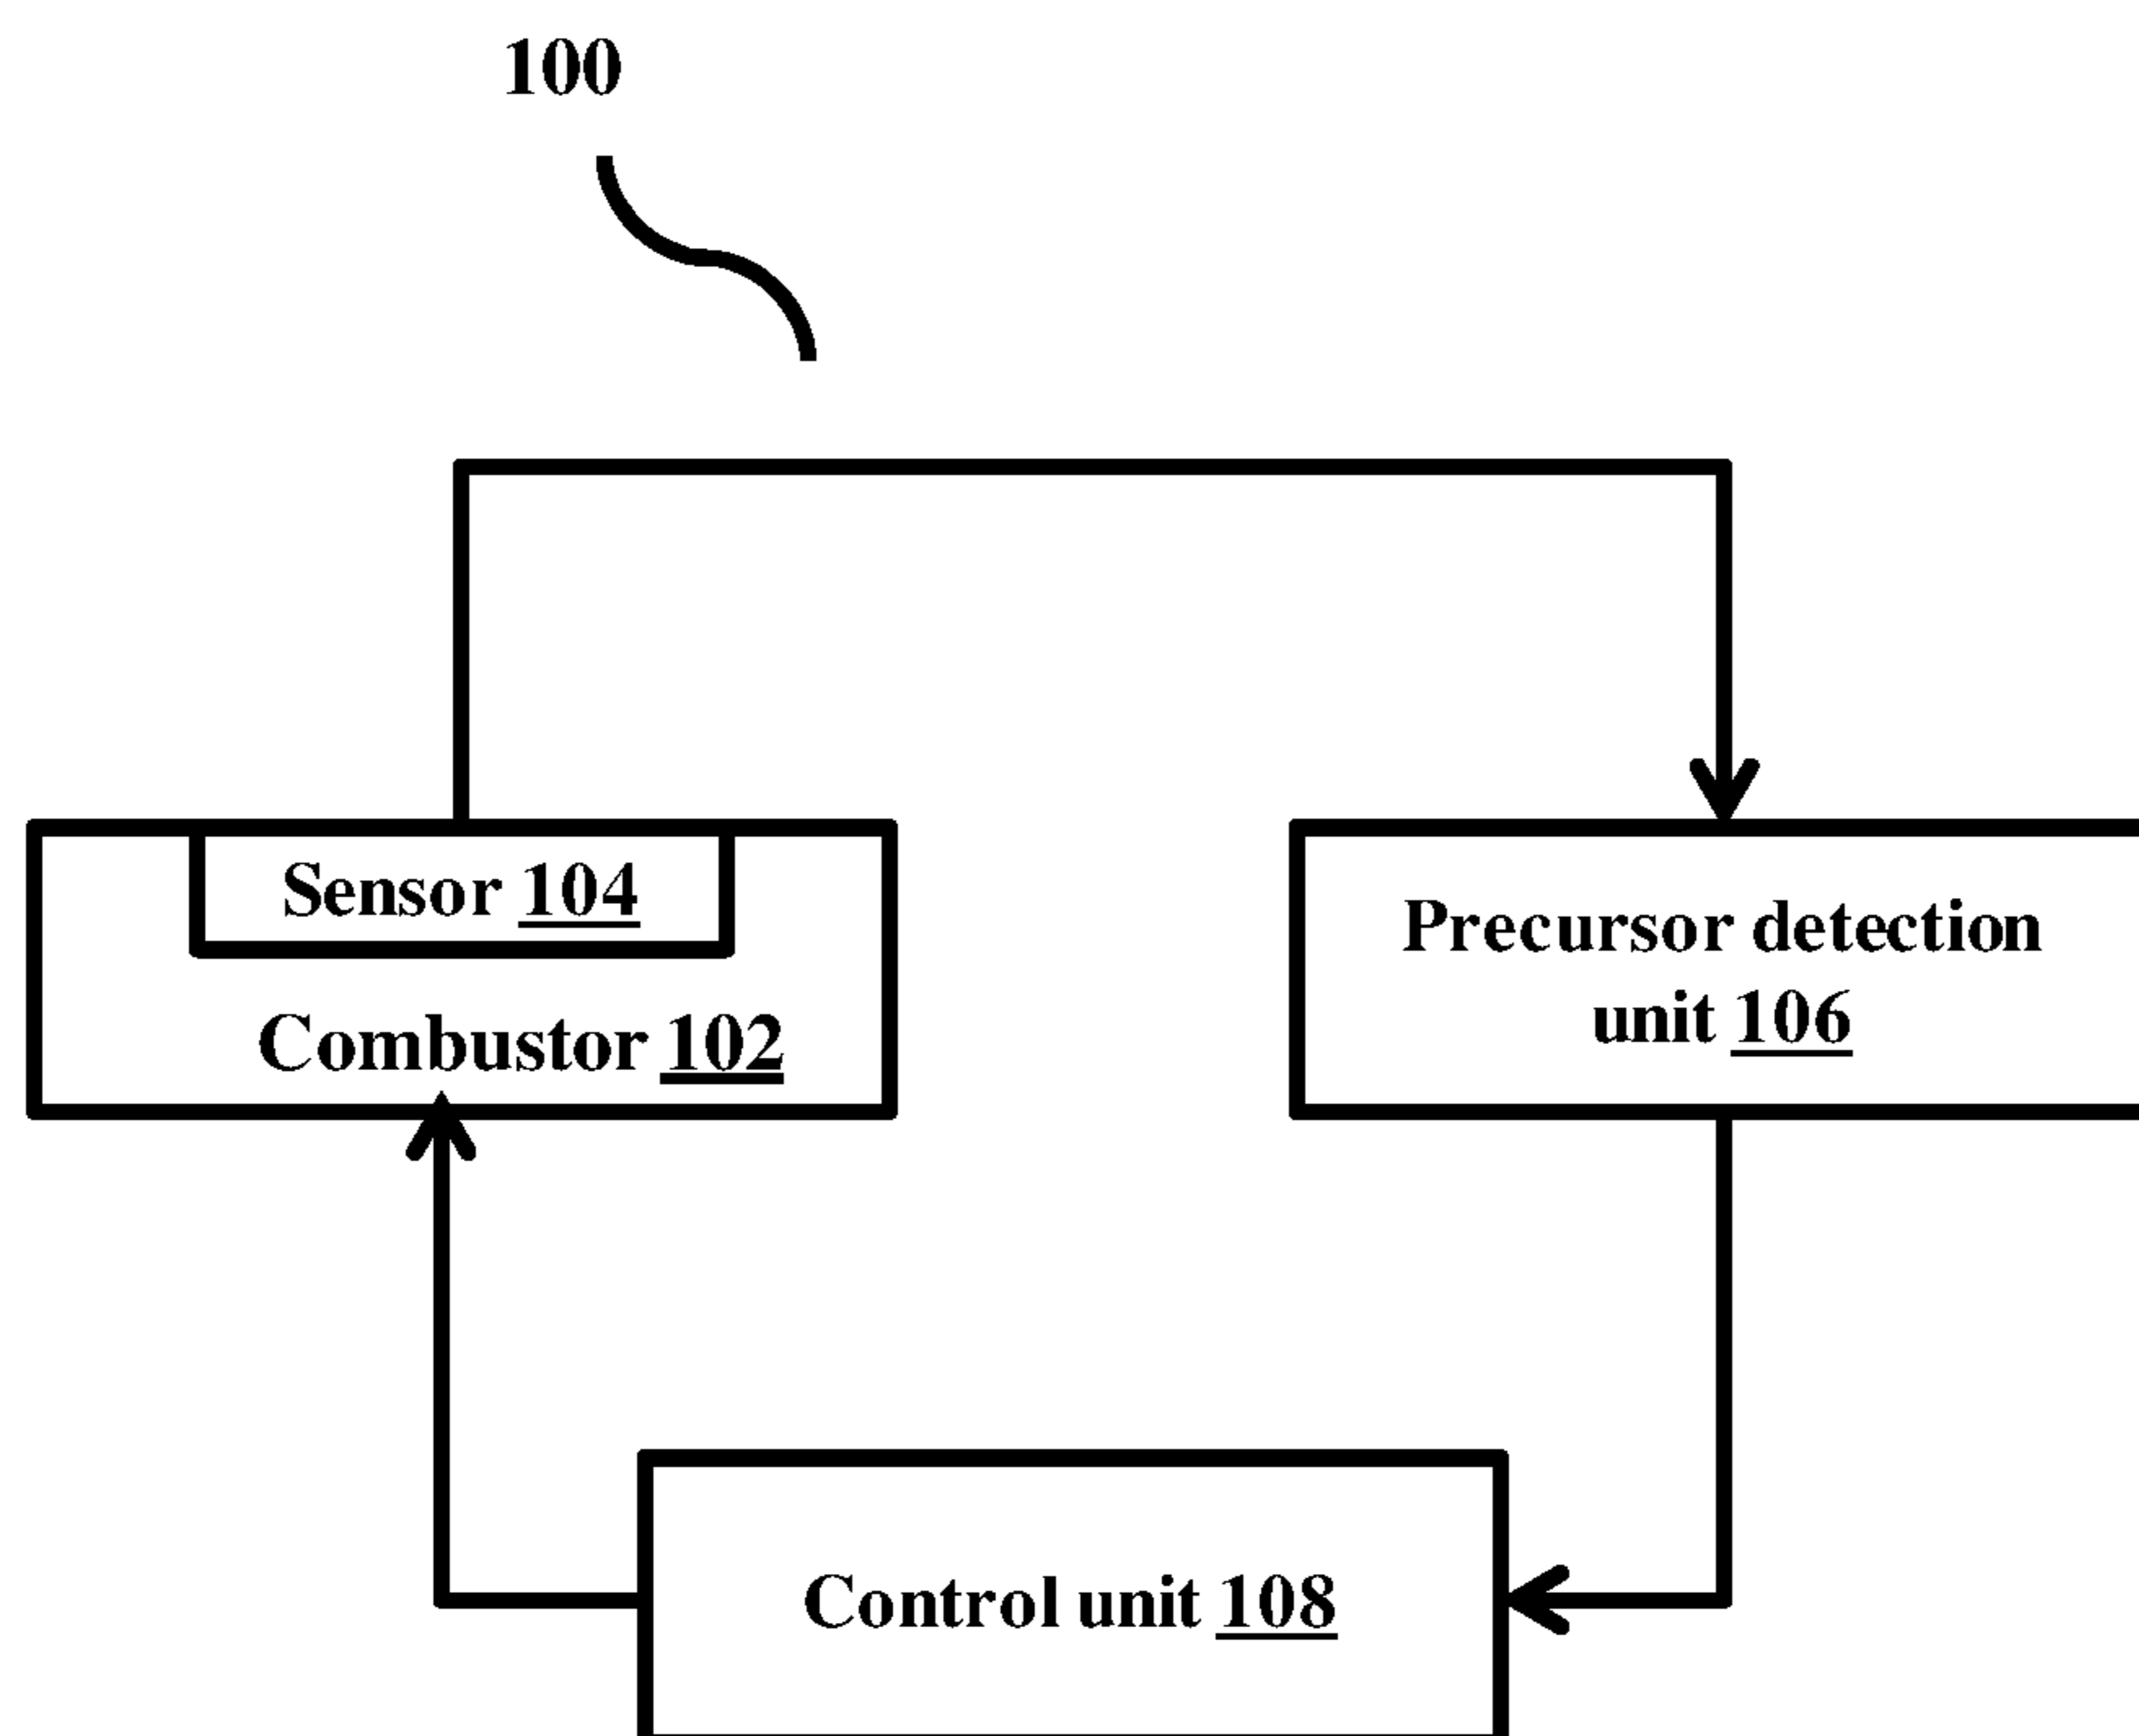 100
Sensor 104
Combustor 102
Precursor detection
unit 106
Control unit 108